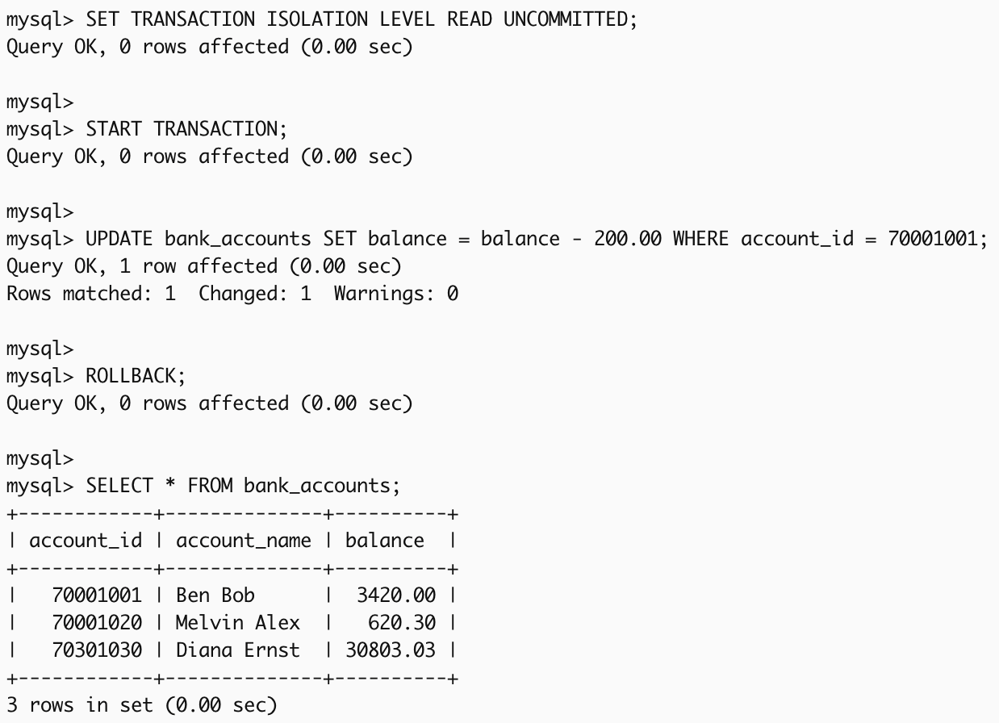 mysql> SET TRANSACTION ISOLATION LEVEL READ UNCOMMITTED;
Query OK, 0 rows affected (0.00 sec)

mysql>
mysql> START TRANSACTION;
Query OK, 0 rows affected (0.00 sec)

mysql>
mysql> UPDATE bank_accounts SET balance = balance - 200.00 WHERE account_id = 70001001;
Query OK, 1 row affected (0.00 sec)
Rows matched: 1  Changed: 1  Warnings: 0

mysql>
mysql> ROLLBACK;
Query OK, 0 rows affected (0.00 sec)

mysql>
mysql> SELECT * FROM bank_accounts;
+------------+--------------+----------+
| account_id | account_name | balance  |
+------------+--------------+----------+
|   70001001 | Ben Bob      |  3420.00 |
|   70001020 | Melvin Alex  |   620.30 |
|   70301030 | Diana Ernst  | 30803.03 |
+------------+--------------+----------+
3 rows in set (0.00 sec)